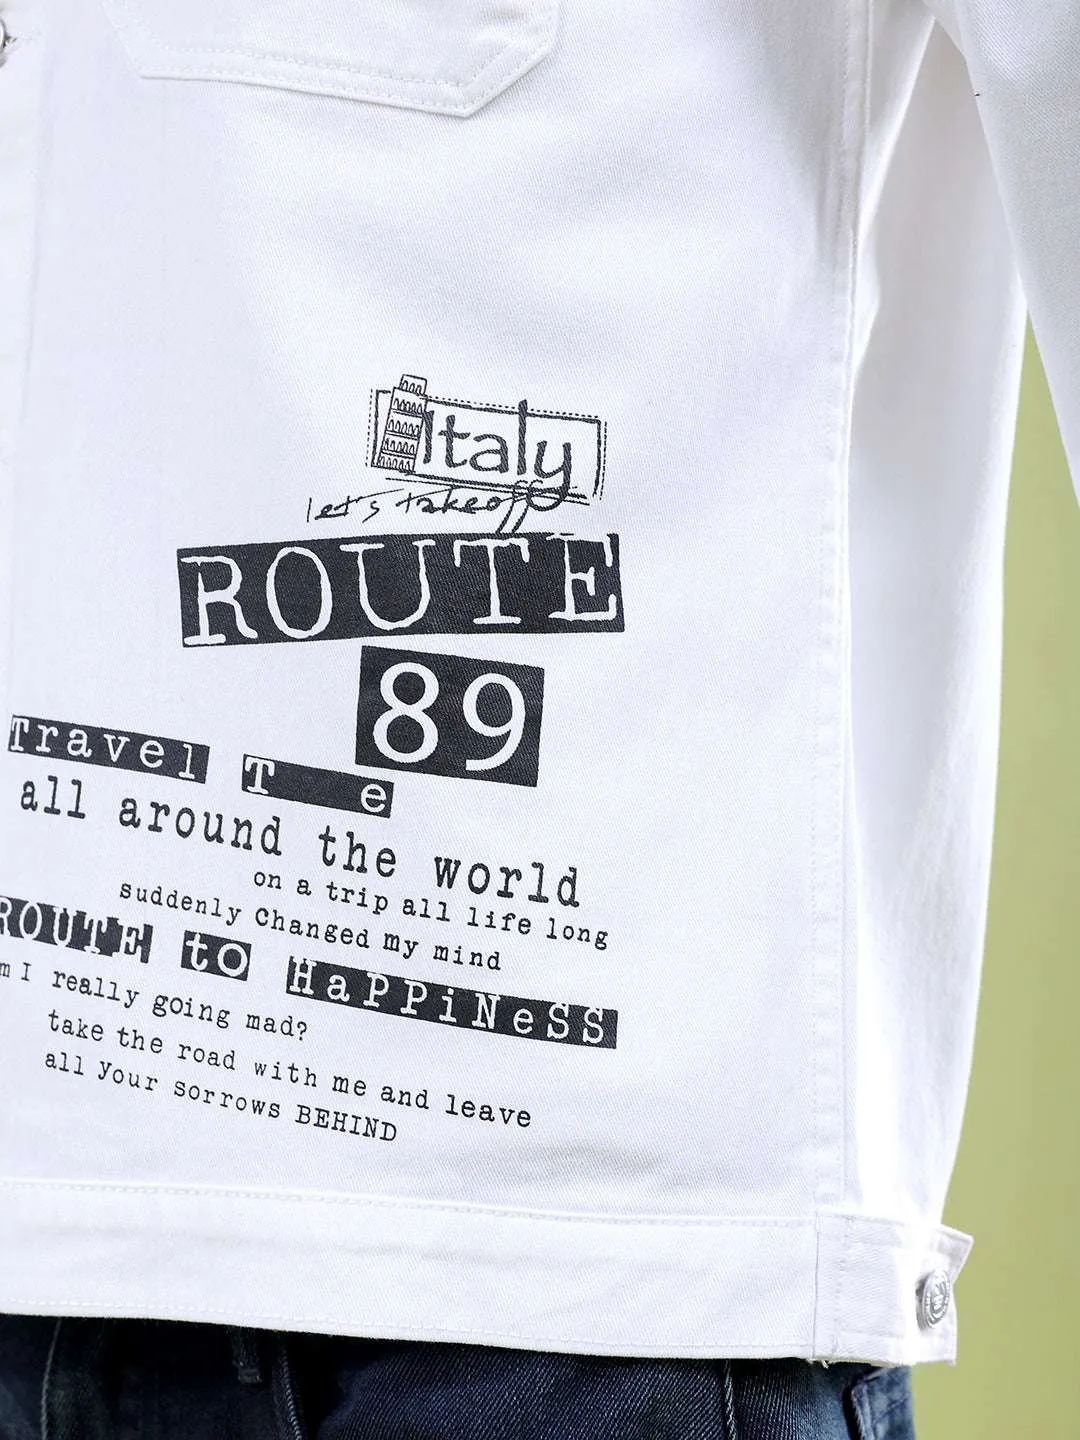 Italy
let's takeoff
ROUTE
89
Travel T e
all around the world
on a trip all life long
suddenly Changed my mind
ROUTE to HaPPiNeSS
m I really going mad?
take the road with me and leave
all your sorrows BEHIND